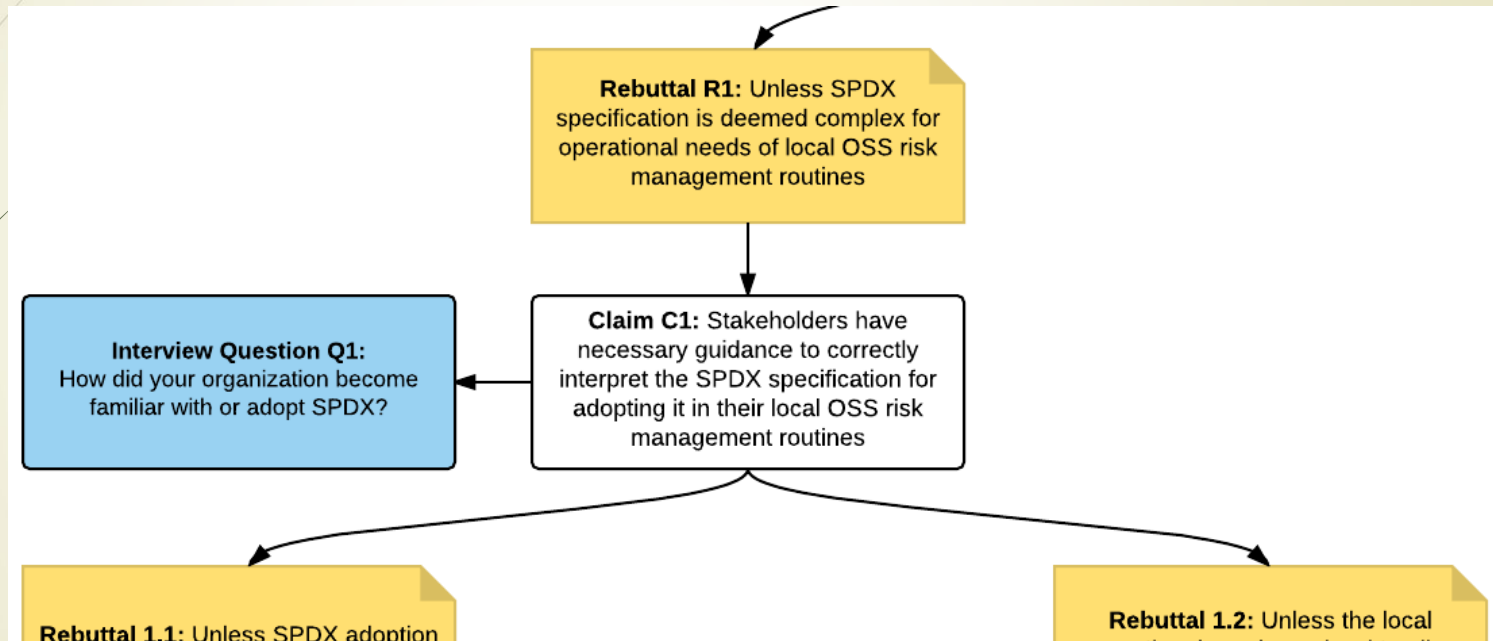 Rebuttal R1: Unless SPDX
specification is deemed complex for
operational needs of local OSS risk
management routines
Interview Question Q1:
How did your organization become
familiar with or adopt SPDX?
Claim C1: Stakeholders have
necessary guidance to correctly
interpret the SPDX specification for
adopting it in their local OSS risk
management routines
Rebuttal 1.1: Unless SPDX adoption
Rebuttal 1.2: Unless the local